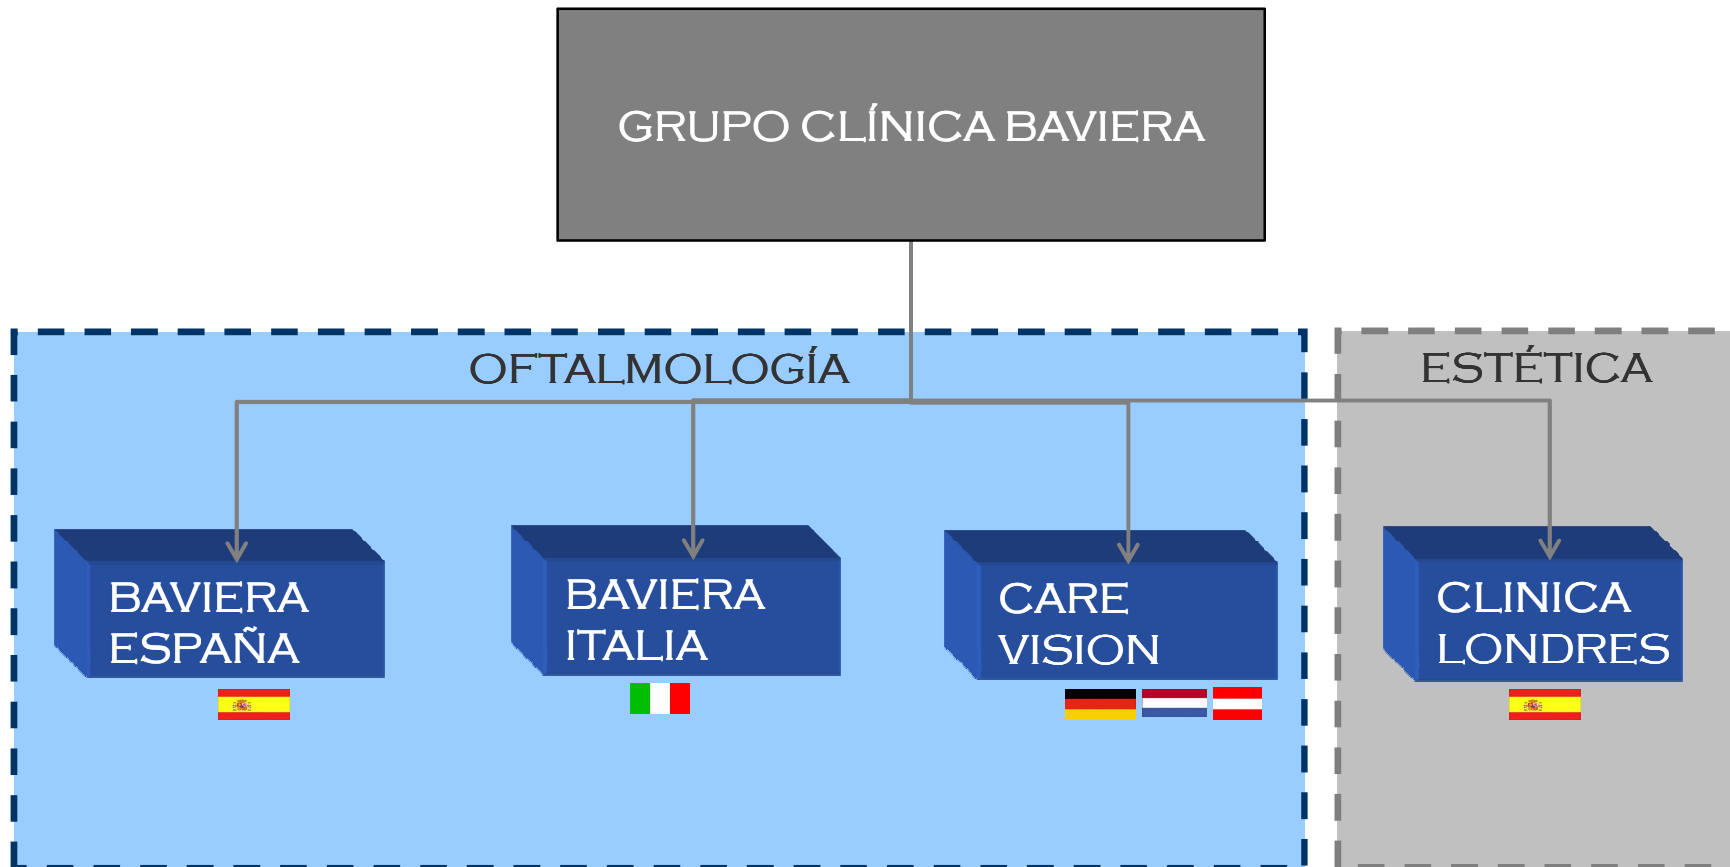 GRUPO CLÍNICA BAVIERA
OFTALMOLOGÍA
ESTÉTICA
BAVIERA
ESPAÑA
BAVIERA
ITALIA
CARE
VISION
CLINICA
LONDRES